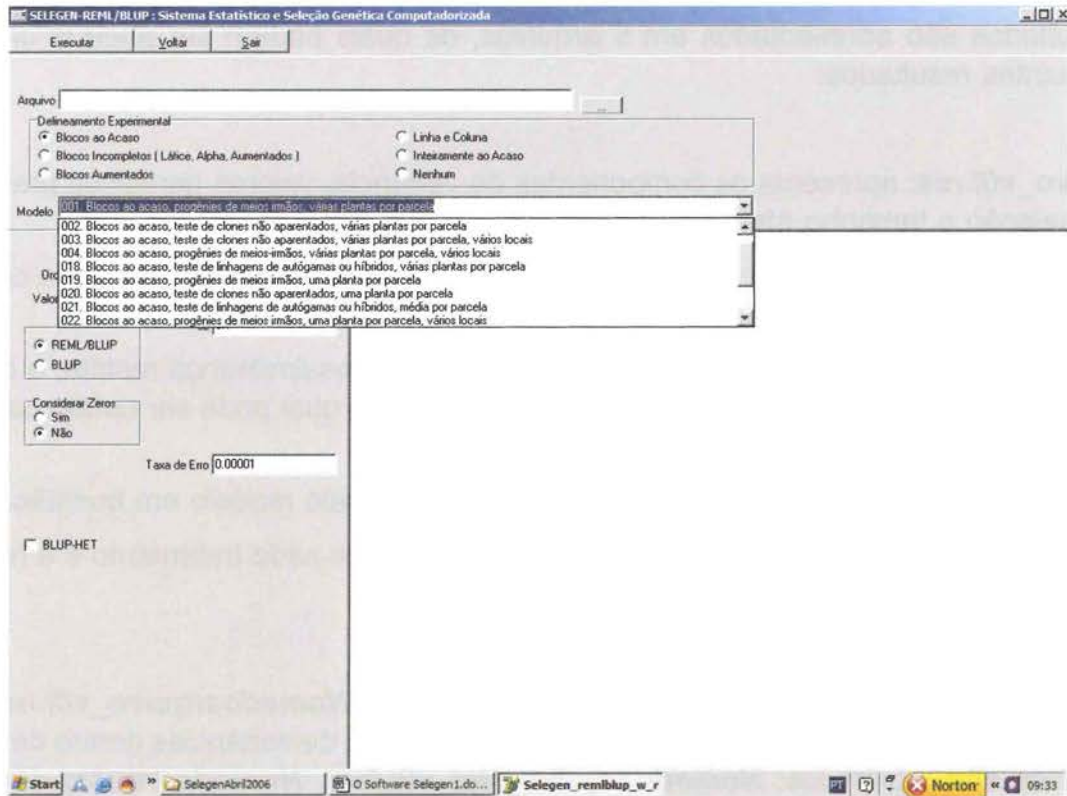 SELEGEN-REML/BLUP : Sistema Estatístico e Seleção Genética Computadorizada
Executar Voltar Sair
Arquivo ...
Delineamento Experimental
Blocos ao Acaso Linha e Coluna
Blocos Incompletos ( Látice, Alpha, Aumentados ) Inteiramente ao Acaso
Blocos Aumentados Nenhum
Modelo 001. Blocos ao acaso, progênies de meios irmãos, várias plantas por parcela
002. Blocos ao acaso, teste de clones não aparentados, várias plantas por parcela
003. Blocos ao acaso, teste de clones não aparentados, várias plantas por parcela, vários locais
004. Blocos ao acaso, progênies de meios-irmãos, várias plantas por parcela, vários locais
018. Blocos ao acaso, teste de linhagens de autógamas ou híbridos, várias plantas por parcela
Ord 019. Blocos ao acaso, progênies de meios irmãos, uma planta por parcela
020. Blocos ao acaso, teste de clones não aparentados, uma planta por parcela
Valor 021. Blocos ao acaso, teste de linhagens de autógamas ou híbridos, média por parcela
022. Blocos ao acaso, progênies de meios irmãos, uma planta por parcela, vários locais
REML/BLUP
BLUP
Considerar Zeros
Sim
Não
Taxa de Erro 0.00001
BLUP-HET
Start » SelegenAbril2006 O Software Selegen1.do... Selegen_remlblup_w_r PT Norton « 09:33